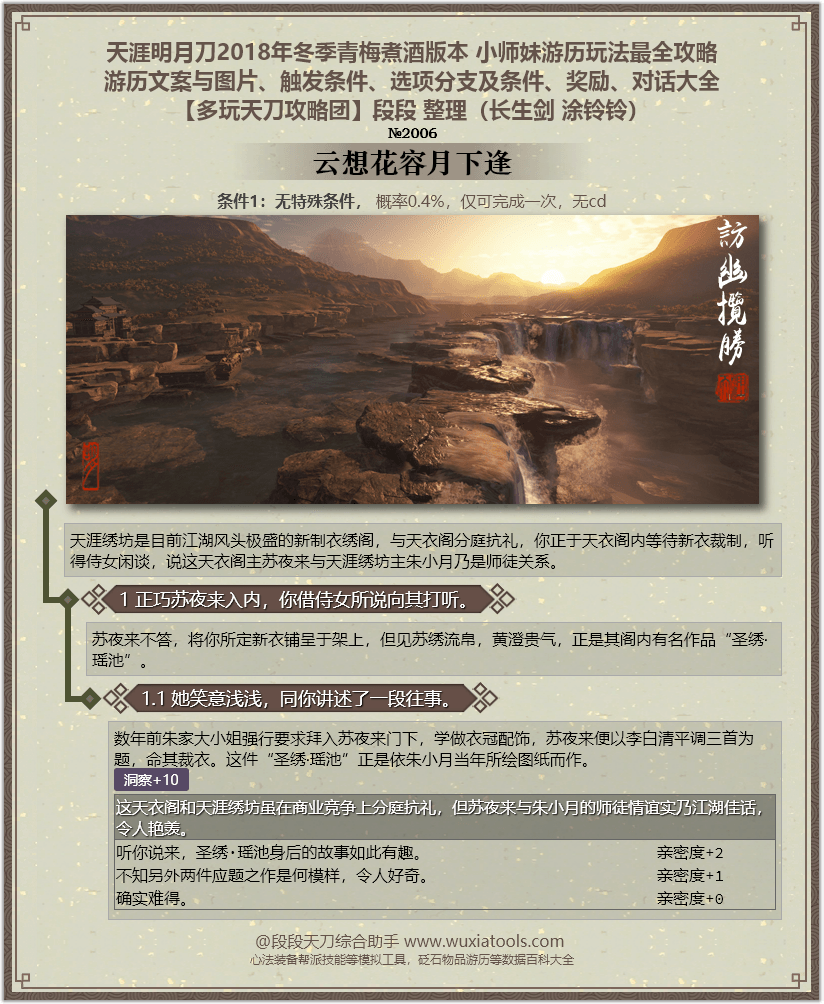 天涯明月刀2018年冬季青梅煮酒版本 小师妹游历玩法最全攻略
游历文案与图片、触发条件、选项分支及条件、奖励、对话大全
【多玩天刀攻略团】段段 整理（长生剑 涂铃铃）
№2006
云想花容月下逢
条件1：无特殊条件， 概率0.4%，仅可完成一次，无cd
訪幽攬勝
天涯绣坊是目前江湖风头极盛的新制衣绣阁，与天衣阁分庭抗礼，你正于天衣阁内等待新衣裁制，听
得侍女闲谈，说这天衣阁主苏夜来与天涯绣坊主朱小月乃是师徒关系。
1 正巧苏夜来入内，你借侍女所说向其打听。
苏夜来不答，将你所定新衣铺呈于架上，但见苏绣流帛，黄澄贵气，正是其阁内有名作品“圣绣·
瑶池”。
1.1 她笑意浅浅，同你讲述了一段往事。
数年前朱家大小姐强行要求拜入苏夜来门下，学做衣冠配饰，苏夜来便以李白清平调三首为
题，命其裁衣。这件“圣绣·瑶池”正是依朱小月当年所绘图纸而作。
洞察+10
这天衣阁和天涯绣坊虽在商业竞争上分庭抗礼，但苏夜来与朱小月的师徒情谊实乃江湖佳话，
令人艳羡。
听你说来，圣绣·瑶池身后的故事如此有趣。 亲密度+2
不知另外两件应题之作是何模样，令人好奇。 亲密度+1
确实难得。 亲密度+0
@段段天刀综合助手 www.wuxiatools.com
心法装备帮派技能等模拟工具，砭石物品游历等数据百科大全